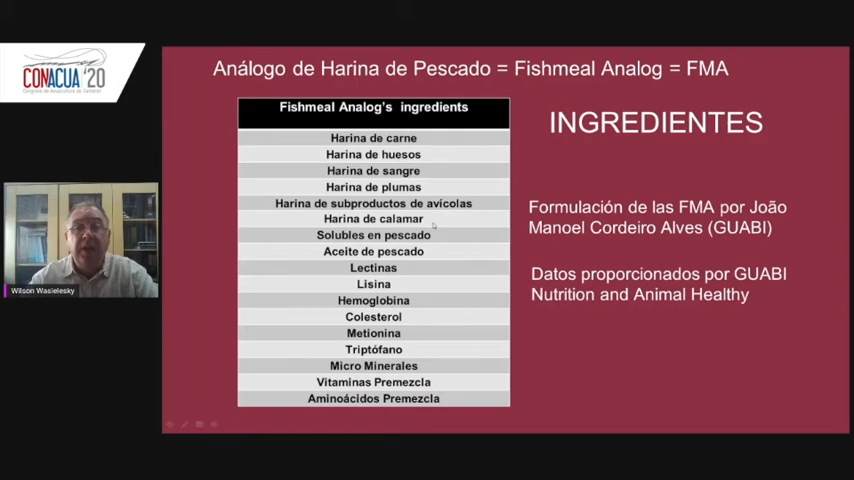 CONACUA '20
Análogo de Harina de Pescado = Fishmeal Analog = FMA
Fishmeal Analog's ingredients
Harina de carne
Harina de huesos
Harina de sangre
Harina de plumas
Harina de subproductos de avícolas
Harina de calamar
Solubles en pescado
Aceite de pescado
Lectinas
Lisina
Hemoglobina
Colesterol
Metionina
Triptófano
Micro Minerales
Vitaminas Premezcla
Aminoácidos Premezcla
INGREDIENTES
Formulación de las FMA por João
Manoel Cordeiro Alves (GUABI)
Datos proporcionados por GUABI
Nutrition and Animal Healthy
Wilson Wasielesky